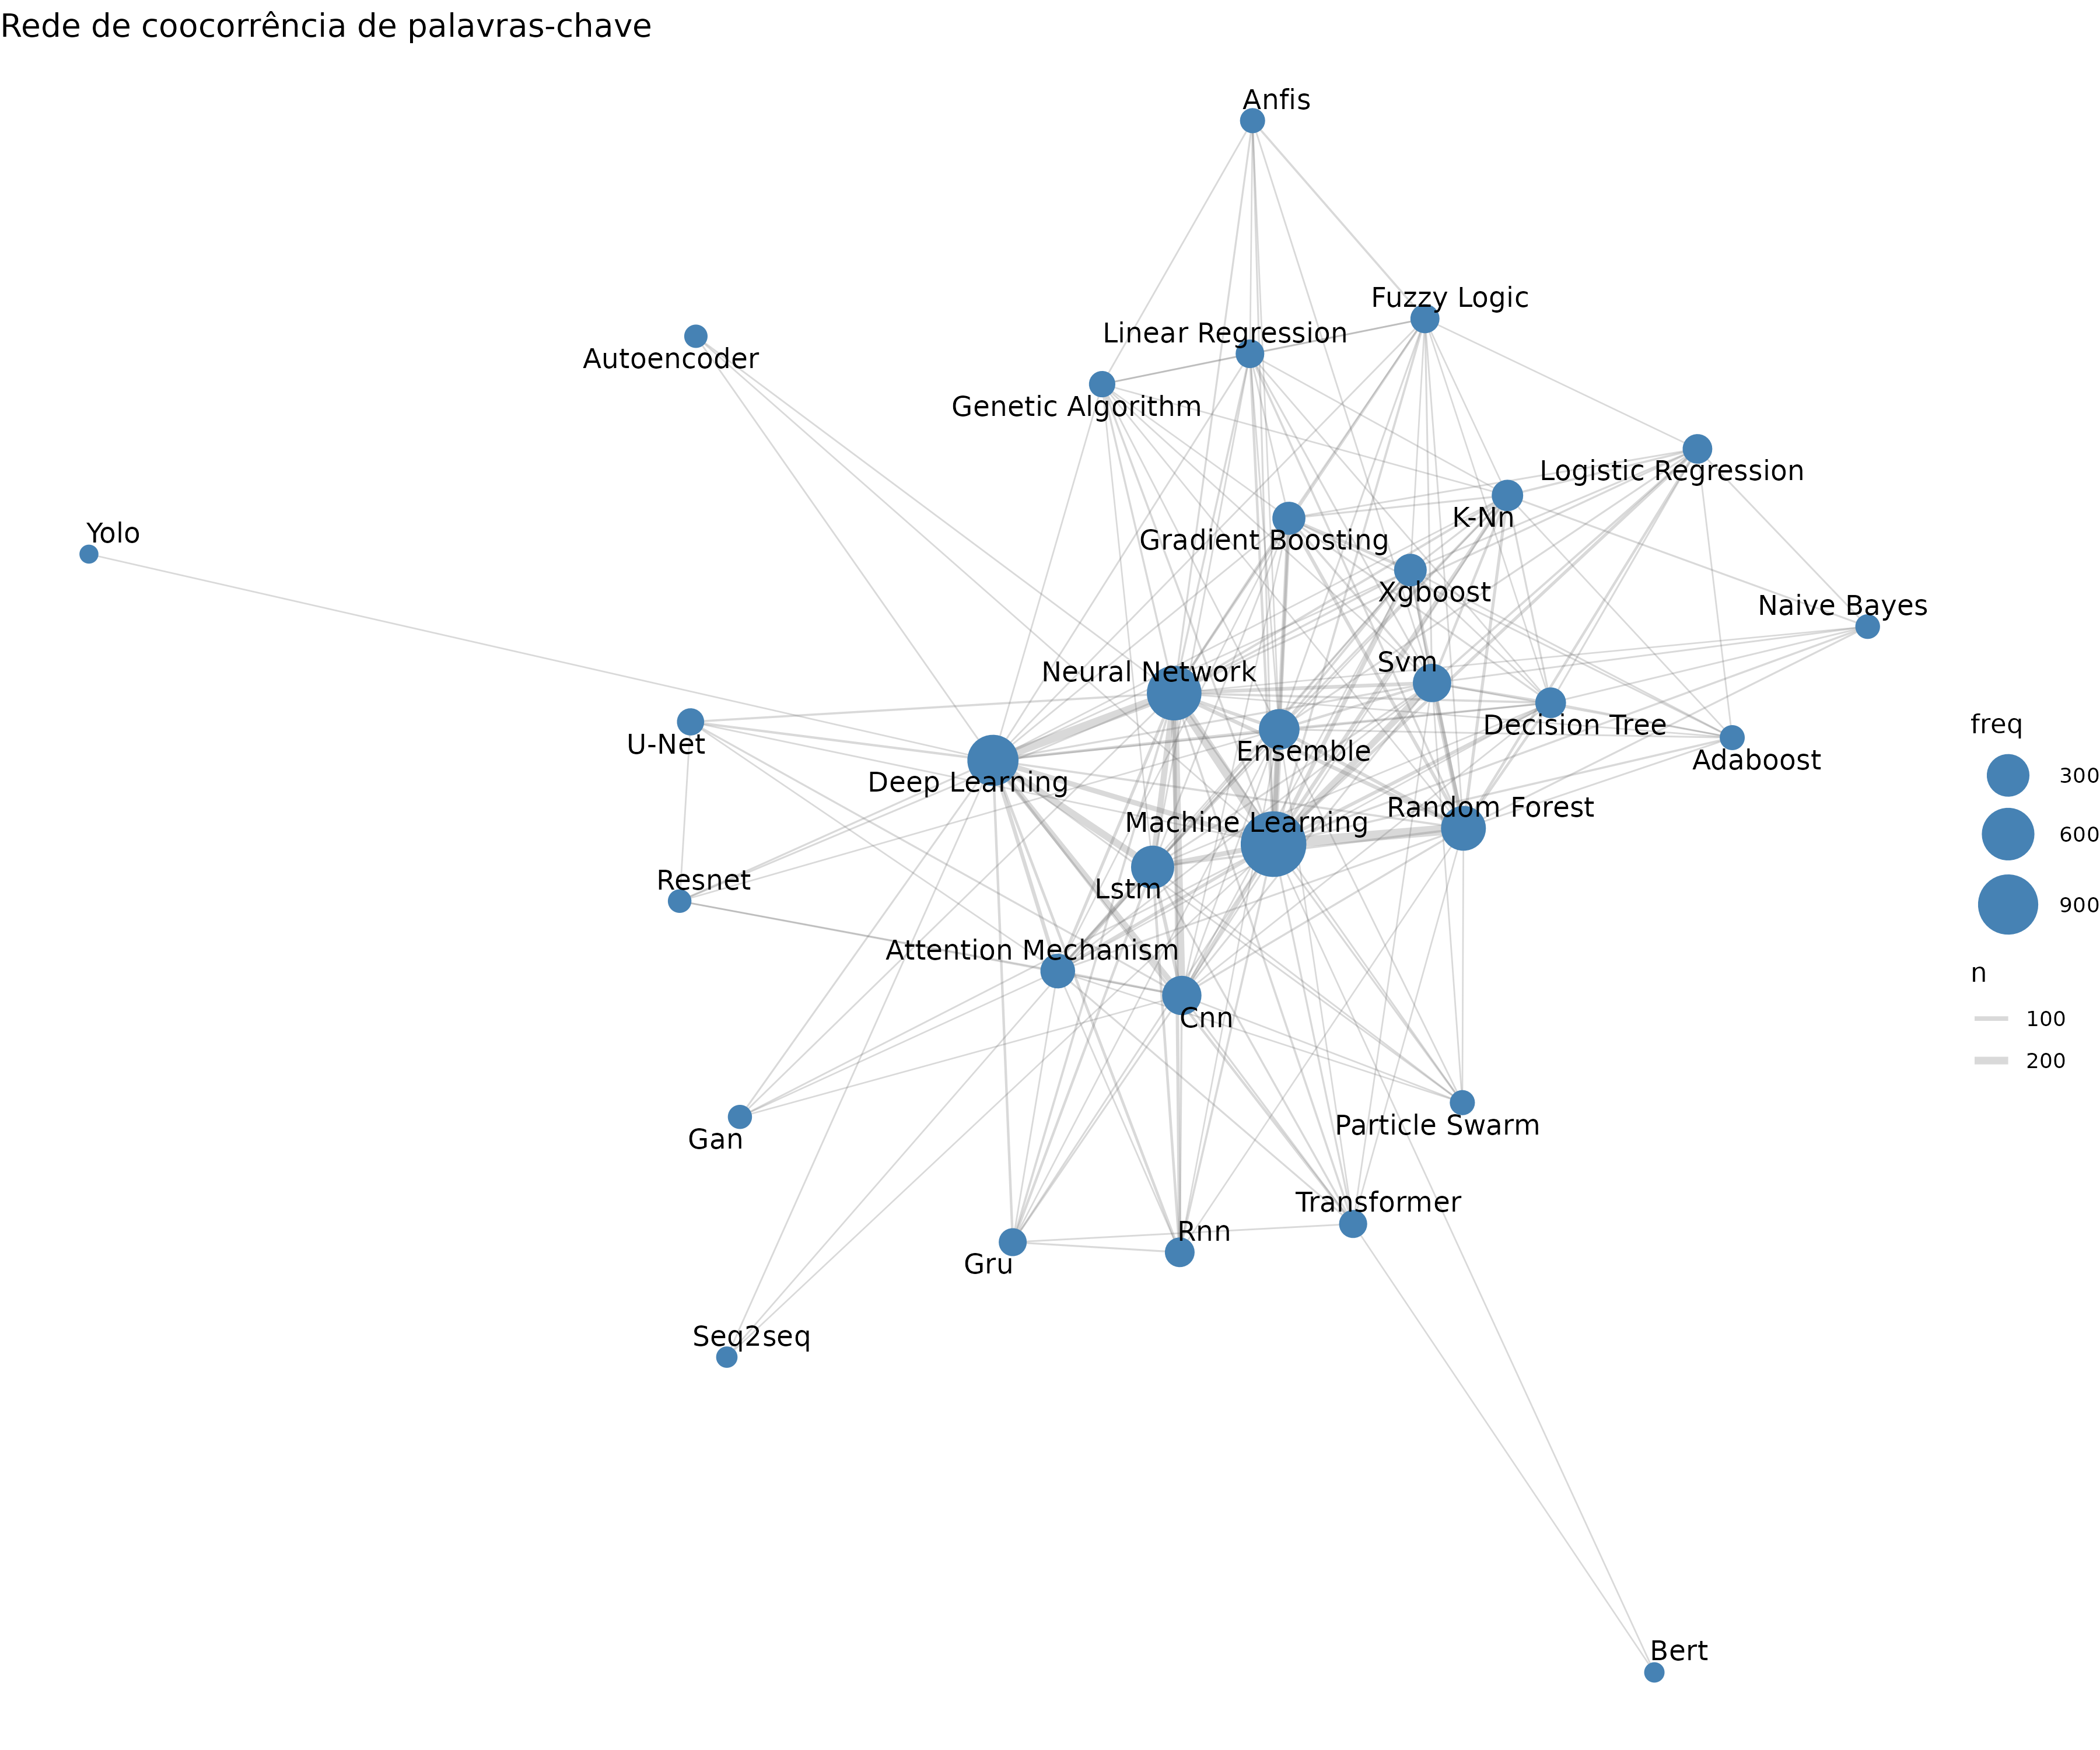 Rede de coocorrência de palavras-chave
Anfis
Fuzzy Logic
Linear Regression
Autoencoder
Genetic Algorithm
Logistic Regression
K-Nn
Yolo
Gradient Boosting
Xgboost
Naive Bayes
Svm
Neural Network
Decision Tree
U-Net
Ensemble
Adaboost
Deep Learning
Random Forest
Machine Learning
Resnet
Lstm
Attention Mechanism
Cnn
Particle Swarm
Gan
Transformer
Rnn
Gru
Seq2seq
Bert
freq
300
600
900
n
100
200